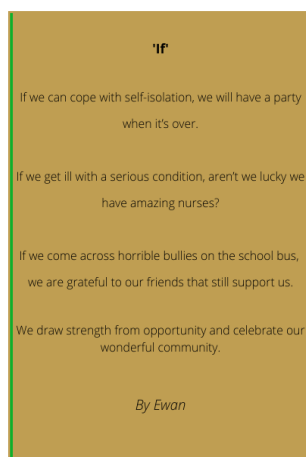 'If'
If we can cope with self-isolation, we will have a party
when it's over.
If we get ill with a serious condition, aren't we lucky we
have amazing nurses?
If we come across horrible bullies on the school bus,
we are grateful to our friends that still support us.
We draw strength from opportunity and celebrate our
wonderful community.
By Ewan